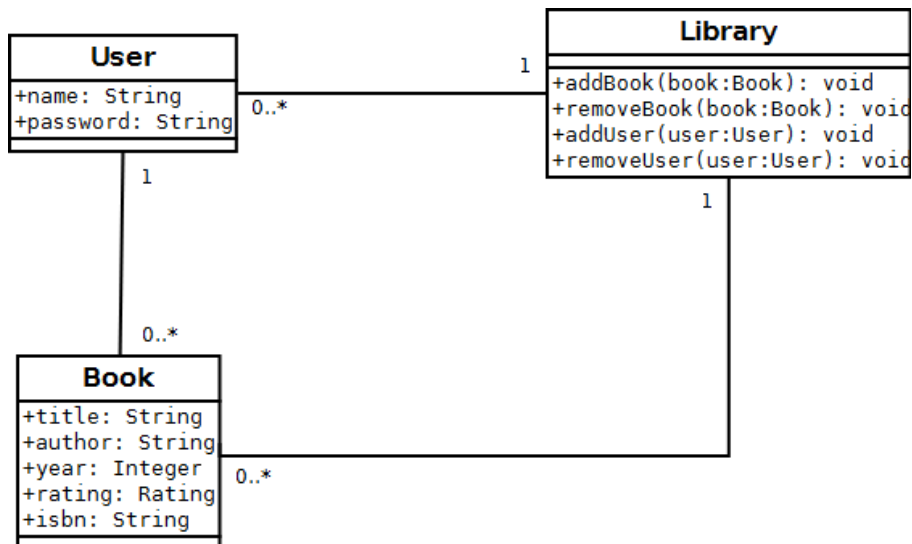 User
+name: String
+password: String
Library
+addBook(book:Book): void
+removeBook(book:Book): void
+addUser(user:User): void
+removeUser(user:User): void
1
0..*
1
1
0..*
Book
+title: String
+author: String
+year: Integer
+rating: Rating
+isbn: String
0..*